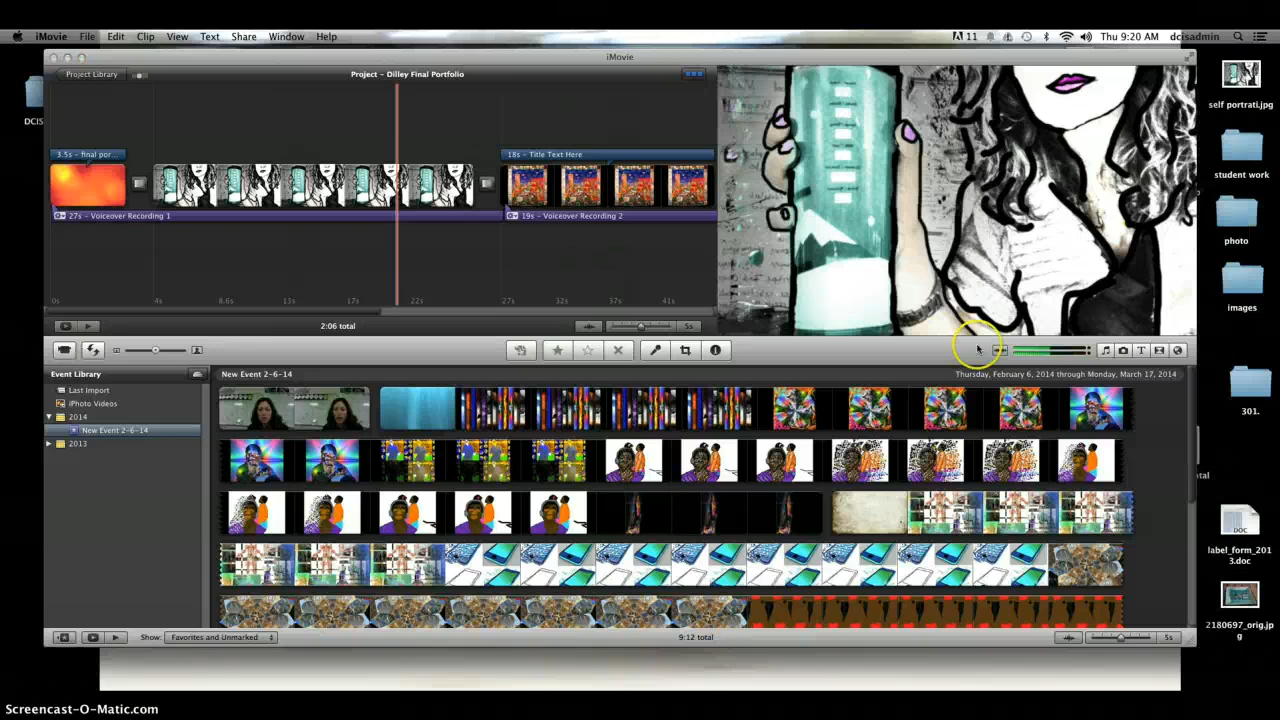 iMovie File Edit Clip View Text Share Window Help
11 Thu 9:20 AM dcisadmin
iMovie
Project Library
Project - Dilley Final Portfolio
3.5s - final por...
18s - Title Text Here
27s - Voiceover Recording 1
19s - Voiceover Recording 2
0s 4s 8.6s 13s 17s 22s 27s 32s 37s 41s
2:06 total
5s
Event Library
New Event 2-6-14
Thursday, February 6, 2014 through Monday, March 17, 2014
Last Import
iPhoto Videos
2014
New Event 2-6-14
2013
Show: Favorites and Unmarked
9:12 total
5s
DCIS
self portrati.jpg
student work
photo
images
301.
DOC
label_form_201
3.doc
2180697_orig.jp
g
Screencast-O-Matic.com